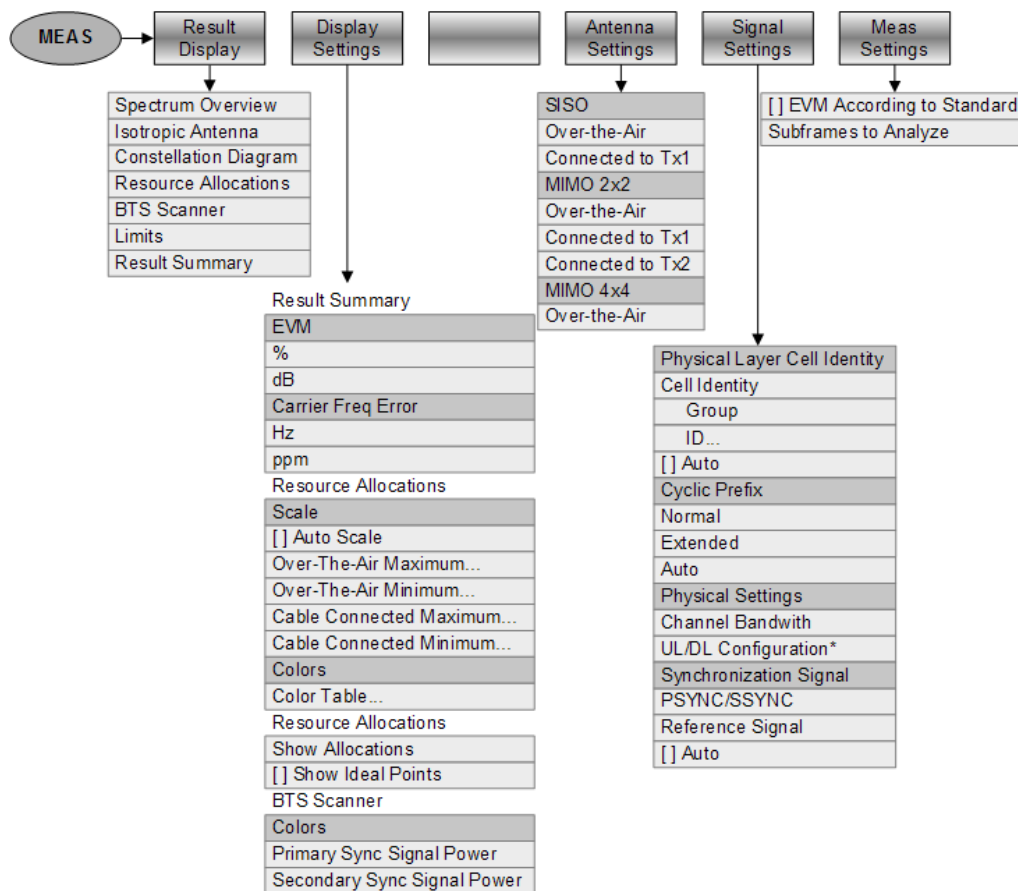 MEAS
Result
Display
Display
Settings
Antenna
Settings
Signal
Settings
Meas
Settings
Spectrum Overview
Isotropic Antenna
Constellation Diagram
Resource Allocations
BTS Scanner
Limits
Result Summary
Result Summary
EVM
%
dB
Carrier Freq Error
Hz
ppm
Resource Allocations
Scale
[ ] Auto Scale
Over-The-Air Maximum...
Over-The-Air Minimum...
Cable Connected Maximum...
Cable Connected Minimum...
Colors
Color Table...
Resource Allocations
Show Allocations
[ ] Show Ideal Points
BTS Scanner
Colors
Primary Sync Signal Power
Secondary Sync Signal Power
SISO
Over-the-Air
Connected to Tx1
MIMO 2x2
Over-the-Air
Connected to Tx1
Connected to Tx2
MIMO 4x4
Over-the-Air
Physical Layer Cell Identity
Cell Identity
Group
ID...
[ ] Auto
Cyclic Prefix
Normal
Extended
Auto
Physical Settings
Channel Bandwith
UL/DL Configuration*
Synchronization Signal
PSYNC/SSYNC
Reference Signal
[ ] Auto
[ ] EVM According to Standard
Subframes to Analyze